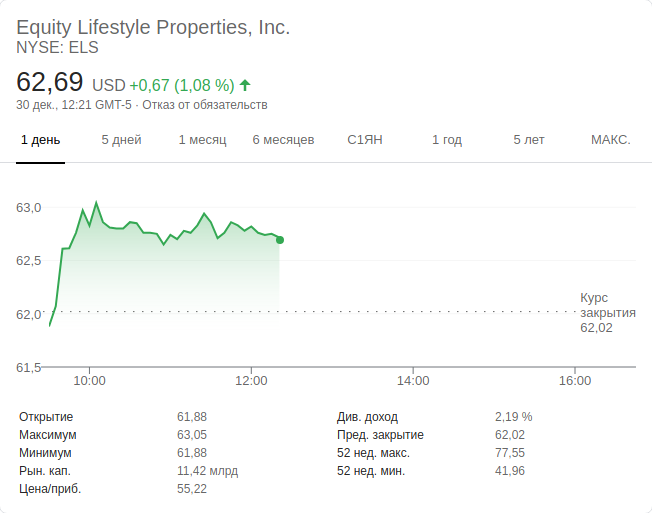 Equity Lifestyle Properties, Inc.
NYSE: ELS
62,69 USD +0,67 (1,08 %)
30 дек., 12:21 GMT-5 · Отказ от обязательств
1 день 5 дней 1 месяц 6 месяцев С1ЯН 1 год 5 лет МАКС.
63,0
62,5
62,0
61,5
Курс
закрытия
62,02
10:00 12:00 14:00 16:00
Открытие 61,88
Максимум 63,05
Минимум 61,88
Рын. кап. 11,42 млрд
Цена/приб. 55,22
Див. доход 2,19 %
Пред. закрытие 62,02
52 нед. макс. 77,55
52 нед. мин. 41,96